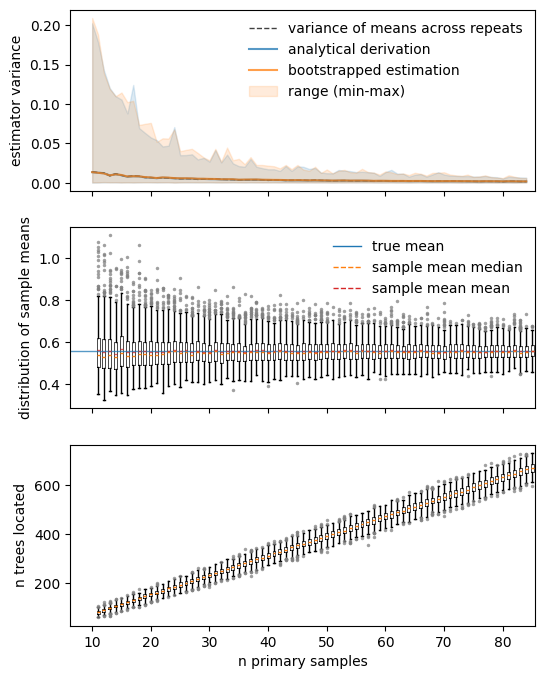 0.20
0.15
0.10
0.05
0.00
estimator variance
variance of means across repeats
analytical derivation
bootstrapped estimation
range (min-max)
1.0
0.8
0.6
0.4
distribution of sample means
true mean
sample mean median
sample mean mean
600
400
200
n trees located
10 20 30 40 50 60 70 80
n primary samples